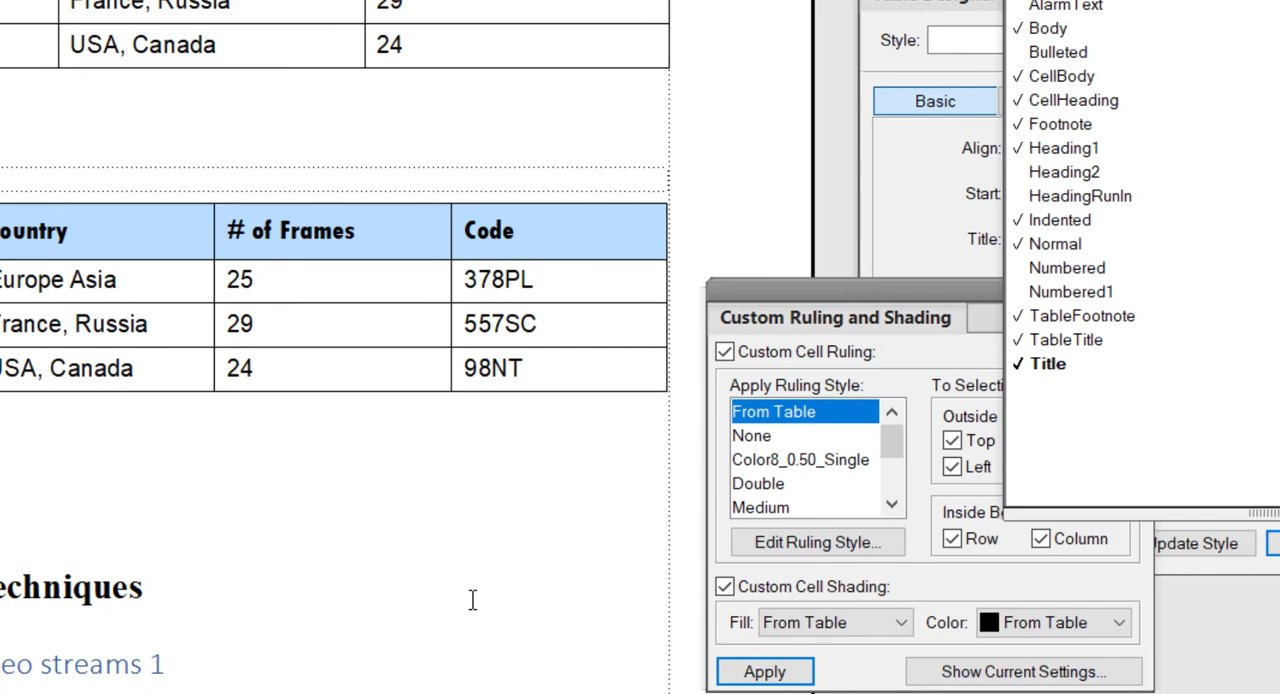 France, Russia 29
USA, Canada 24
ountry # of Frames Code
Europe Asia 25 378PL
rance, Russia 29 557SC
USA, Canada 24 98NT
echniques
eo streams 1
Style:
Basic
Align:
Start:
Title:
AlarmText
✓ Body
Bulleted
✓ CellBody
✓ CellHeading
✓ Footnote
✓ Heading1
Heading2
HeadingRunIn
✓ Indented
✓ Normal
Numbered
Numbered1
✓ TableFootnote
✓ TableTitle
✓ Title
Custom Ruling and Shading
Custom Cell Ruling:
Apply Ruling Style:
From Table
None
Color8_0.50_Single
Double
Medium
Edit Ruling Style...
To Selecti
Outside
Top
Left
Inside Bo
Row Column
Custom Cell Shading:
Fill: From Table Color: From Table
Apply Show Current Settings...
Update Style